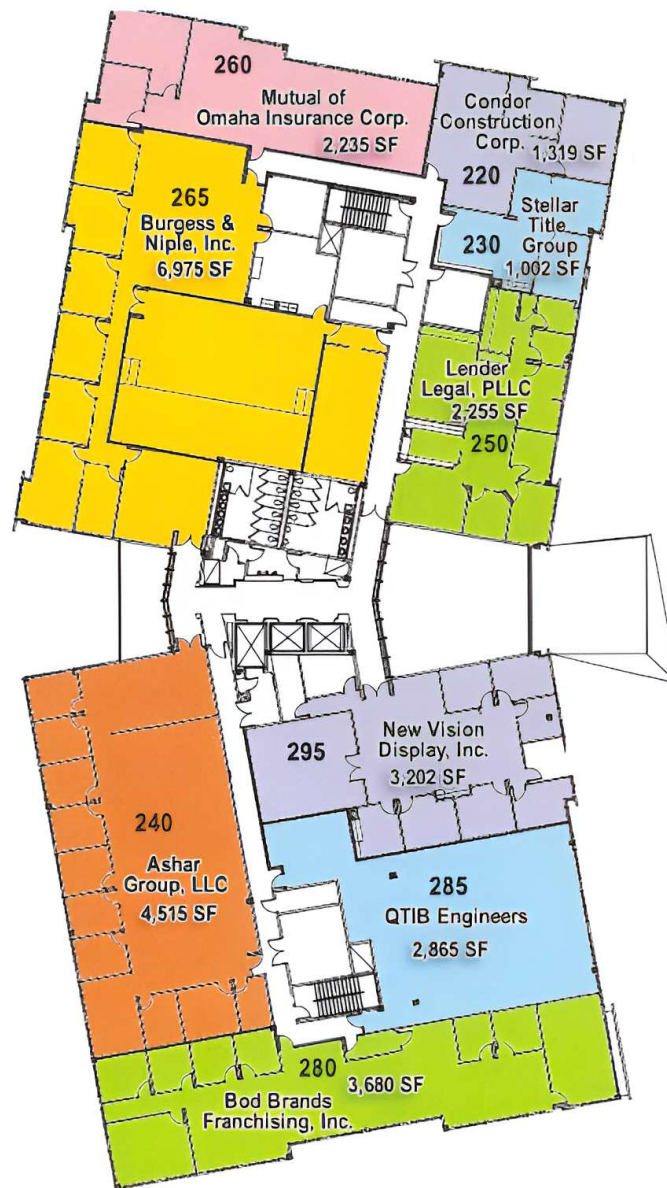 260
Mutual of
Omaha Insurance Corp.
2,235 SF
Condor
Construction
Corp.
1,319 SF
220
265
Burgess &
Niple, Inc.
6,975 SF
Stellar
Title
Group
230
1,002 SF
Lender
Legal, PLLC
2,255 SF
250
295
New Vision
Display, Inc.
3,202 SF
240
Ashar
Group, LLC
4,515 SF
285
QTIB Engineers
2,865 SF
280
3,680 SF
Bod Brands
Franchising, Inc.